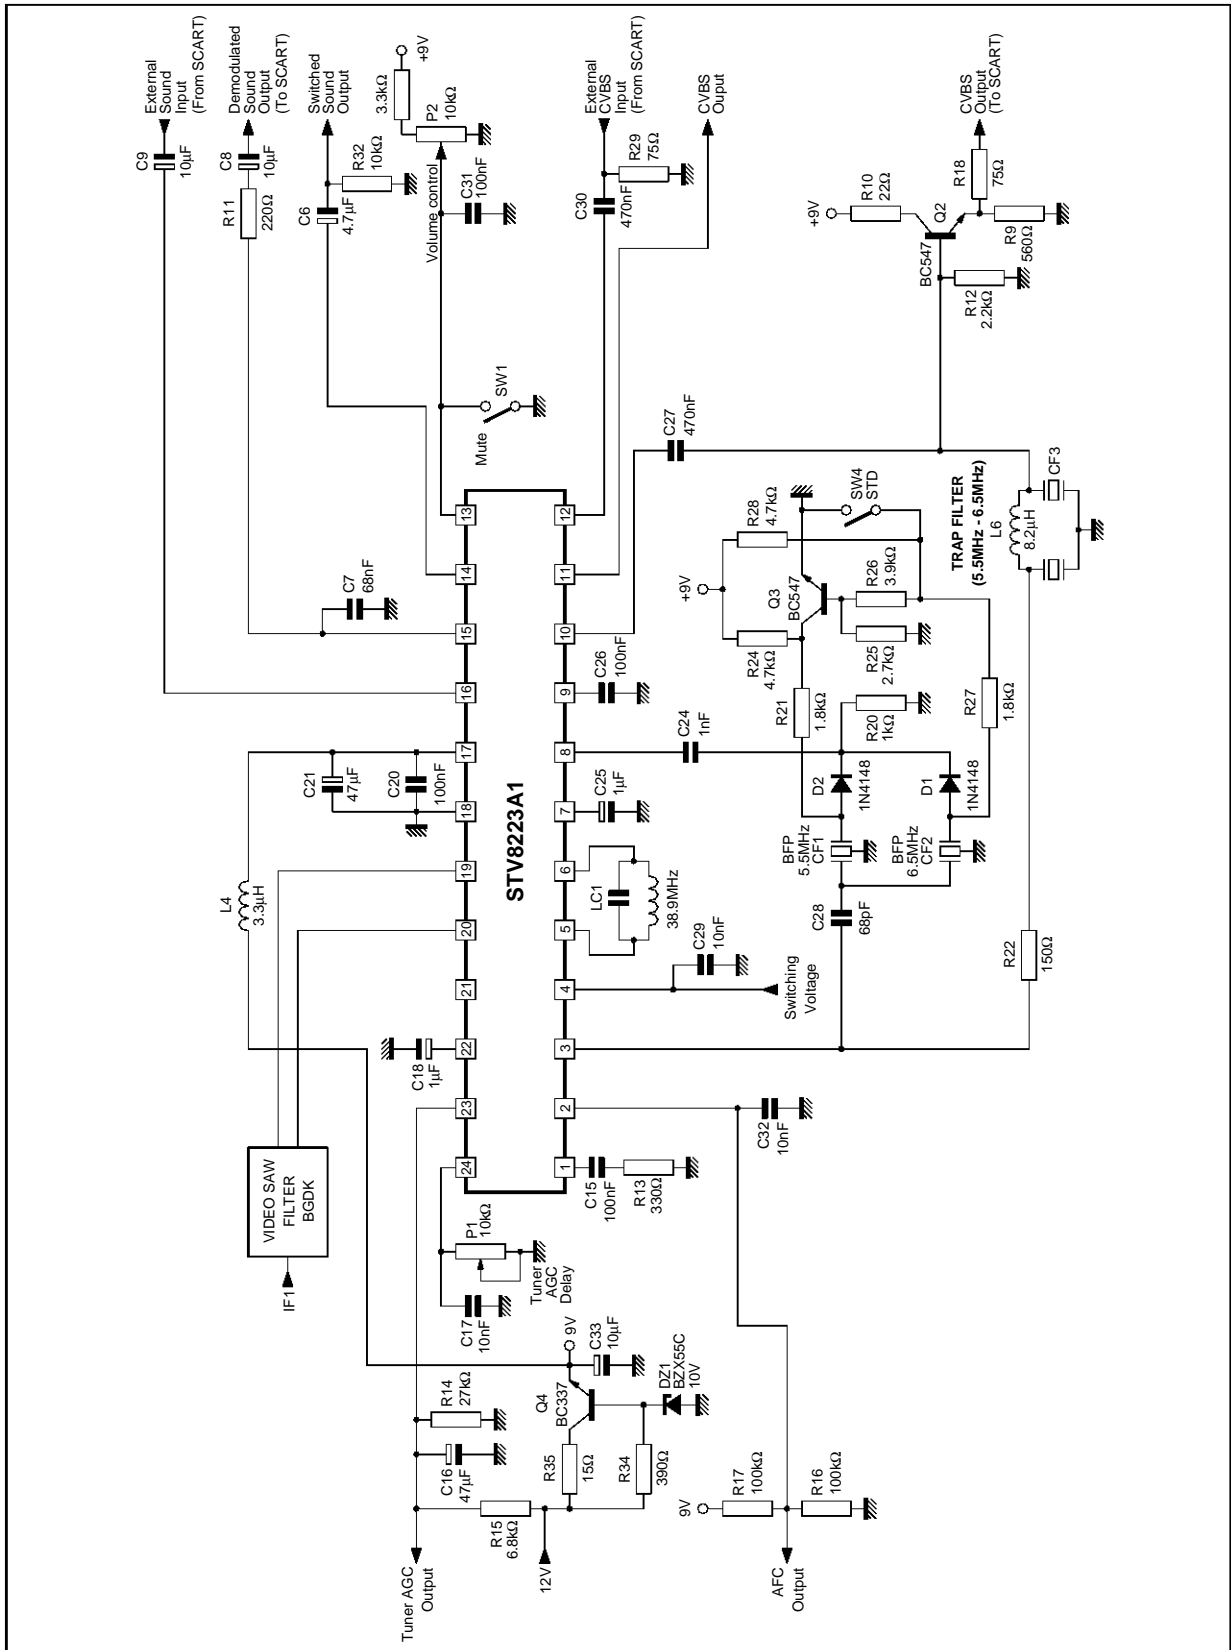 External
Sound
Input
(From SCART)
C9
10µF
Demodulated
Sound
Output
(To SCART)
C8
10µF
R11
220Ω
Switched
Sound
Output
C6
4.7µF
R32
10kΩ
+9V
3.3kΩ
P2
10kΩ
Volume control
C31
100nF
External
CVBS
Input
(From SCART)
C30
470nF
R29
75Ω
CVBS
Ouput
CVBS
Output
(To SCART)
R18
75Ω
+9V
R10
22Ω
Q2
BC547
R9
560Ω
R12
2.2kΩ
Mute
SW1
C27
470nF
C7
68nF
L4
3.3µH
C21
47µF
C20
100nF
C18
1µF
VIDEO SAW
FILTER
BGDK
IF1
24
23
22
21
20
19
18
17
16
15
14
13
STV8223A1
1
2
3
4
5
6
7
8
9
10
11
12
C26
100nF
C24
1nF
C25
1µF
LC1
38.9MHz
C29
10nF
Switching
Voltage
+9V
R28
4.7kΩ
SW4
STD
Q3
BC547
R24
4.7kΩ
R26
3.9kΩ
R25
2.7kΩ
R21
1.8kΩ
R20
1kΩ
R27
1.8kΩ
D2
1N4148
D1
1N4148
BFP
5.5MHz
CF1
BFP
6.5MHz
CF2
C28
68pF
R22
150Ω
TRAP FILTER
(5.5MHz - 6.5MHz)
L6
8.2µH
CF3
C32
10nF
C15
100nF
R13
330Ω
P1
10kΩ
Tuner
AGC
Delay
C17
10nF
9V
C33
10µF
Q4
BC337
DZ1
BZX55C
10V
R14
27kΩ
C16
47µF
R35
15Ω
R34
390Ω
R15
6.8kΩ
12V
Tuner AGC
Output
9V
R17
100kΩ
R16
100kΩ
AFC
Output